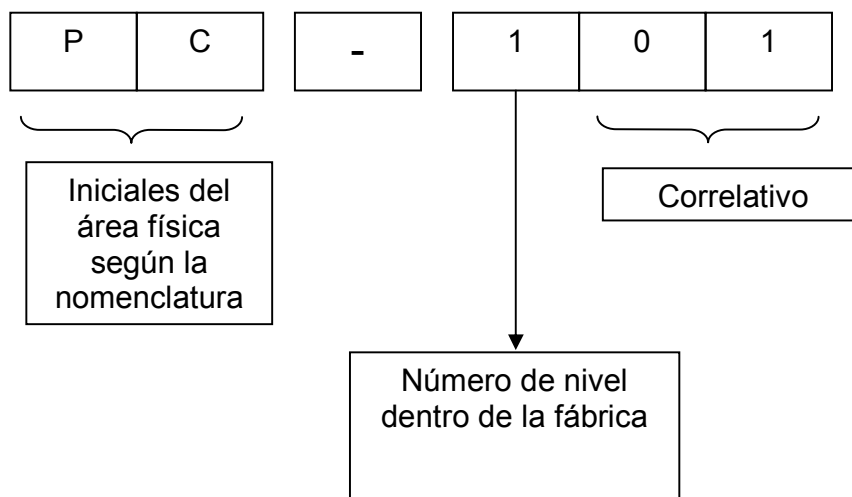 P C - 1 0 1
Iniciales del
área física
según la
nomenclatura
Correlativo
Número de nivel
dentro de la fábrica